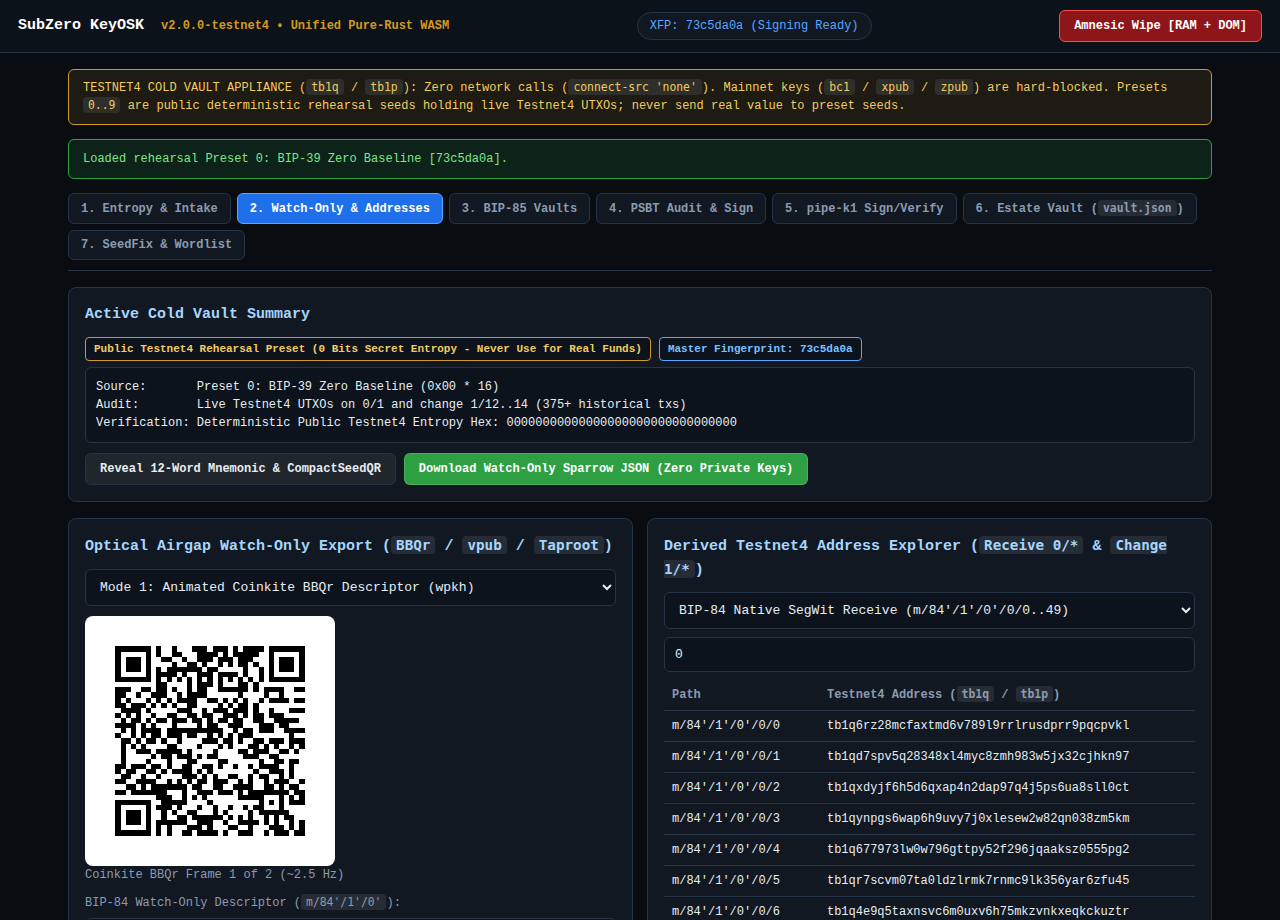 SubZero KeyOSK v2.0.0-testnet4 • Unified Pure-Rust WASM
XFP: 73c5da0a (Signing Ready)
Amnesic Wipe [RAM + DOM]
TESTNET4 COLD VAULT APPLIANCE (tb1q / tb1p): Zero network calls (connect-src 'none'). Mainnet keys (bc1 / xpub / zpub) are hard-blocked. Presets
0..9 are public deterministic rehearsal seeds holding live Testnet4 UTXOs; never send real value to preset seeds.
Loaded rehearsal Preset 0: BIP-39 Zero Baseline [73c5da0a].
1. Entropy & Intake
2. Watch-Only & Addresses
3. BIP-85 Vaults
4. PSBT Audit & Sign
5. pipe-k1 Sign/Verify
6. Estate Vault (vault.json)
7. SeedFix & Wordlist
Active Cold Vault Summary
Public Testnet4 Rehearsal Preset (0 Bits Secret Entropy - Never Use for Real Funds)
Master Fingerprint: 73c5da0a
Source: Preset 0: BIP-39 Zero Baseline (0x00 * 16)
Audit: Live Testnet4 UTXOs on 0/1 and change 1/12..14 (375+ historical txs)
Verification: Deterministic Public Testnet4 Entropy Hex: 00000000000000000000000000000000
Reveal 12-Word Mnemonic & CompactSeedQR
Download Watch-Only Sparrow JSON (Zero Private Keys)
Optical Airgap Watch-Only Export (BBQr / vpub / Taproot)
Mode 1: Animated Coinkite BBQr Descriptor (wpkh)
Coinkite BBQr Frame 1 of 2 (~2.5 Hz)
BIP-84 Watch-Only Descriptor (m/84'/1'/0'):
Derived Testnet4 Address Explorer (Receive 0/* & Change
1/*)
BIP-84 Native SegWit Receive (m/84'/1'/0'/0/0..49)
0
Path Testnet4 Address (tb1q / tb1p)
m/84'/1'/0'/0/0 tb1q6rz28mcfaxtmd6v789l9rrlrusdprr9pqcpvkl
m/84'/1'/0'/0/1 tb1qd7spv5q28348xl4myc8zmh983w5jx32cjhkn97
m/84'/1'/0'/0/2 tb1qxdyjf6h5d6qxap4n2dap97q4j5ps6ua8sll0ct
m/84'/1'/0'/0/3 tb1qynpgs6wap6h9uvy7j0xlesew2w82qn038zm5km
m/84'/1'/0'/0/4 tb1q677973lw0w796gttpy52f296jqaaksz0555pg2
m/84'/1'/0'/0/5 tb1qr7scvm07ta0ldzlrmk7rnmc9lk356yar6zfu45
m/84'/1'/0'/0/6 tb1q4e9q5taxnsvc6m0uxv6h75mkzvnkxeqkckuztr